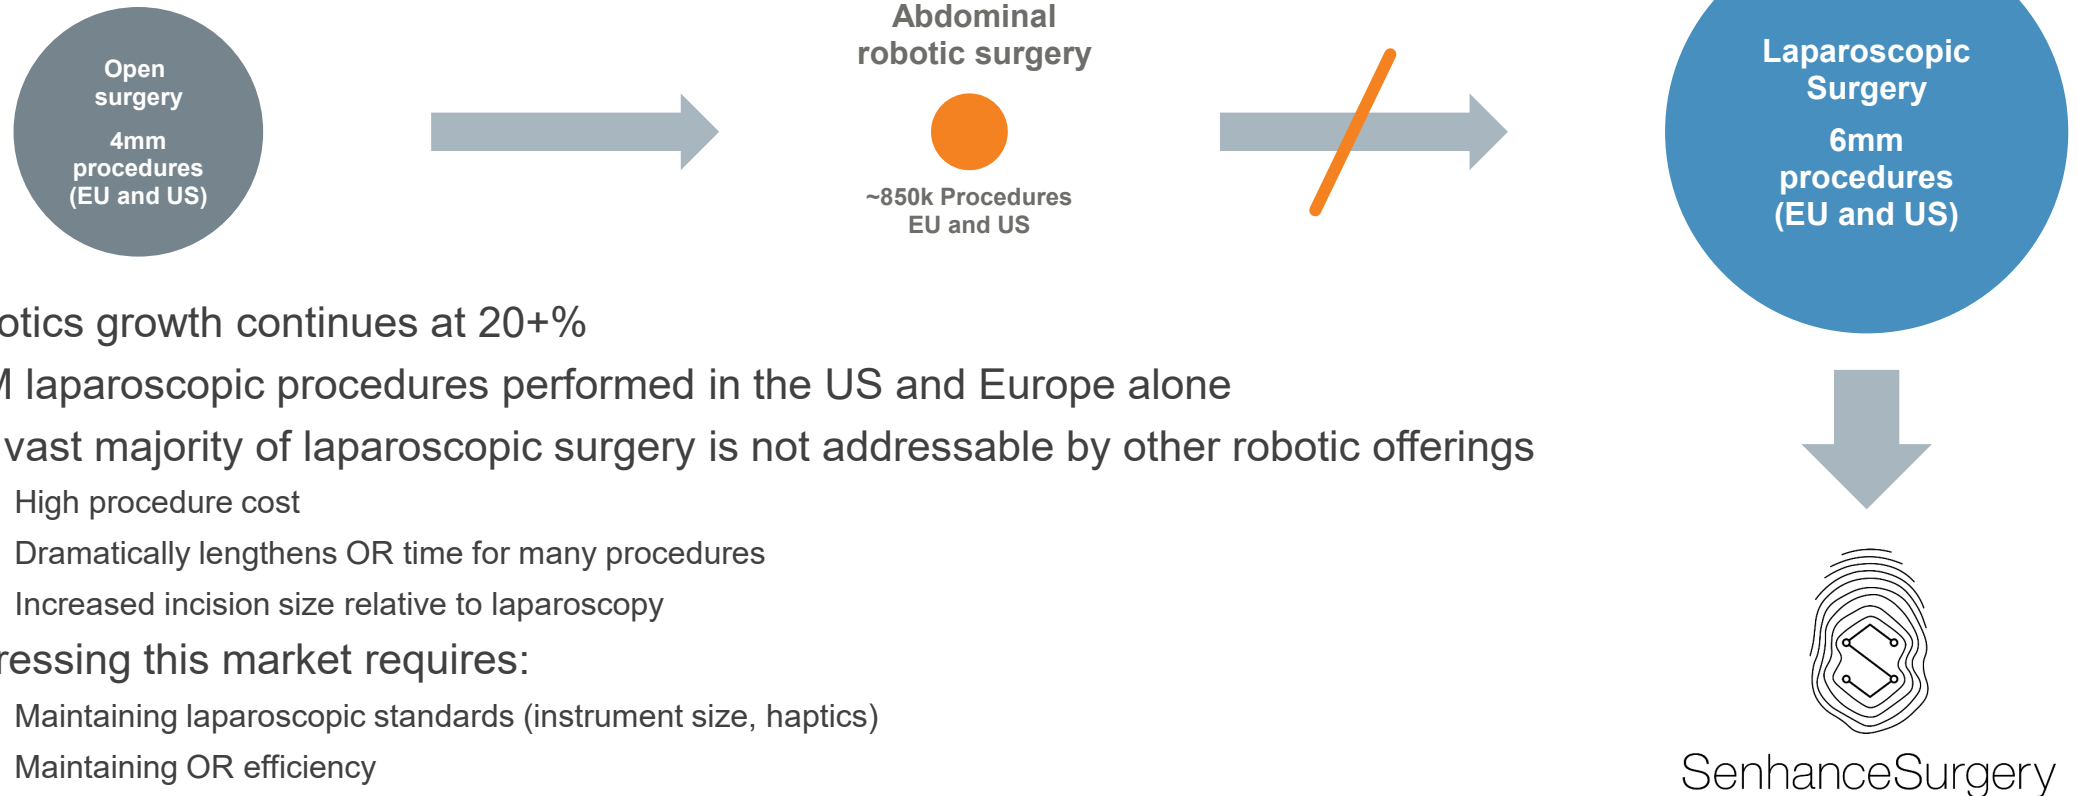 Open
surgery
4mm
procedures
(EU and US)
Abdominal
robotic surgery
~850k Procedures
EU and US
Laparoscopic
Surgery
6mm
procedures
(EU and US)
otics growth continues at 20+%
M laparoscopic procedures performed in the US and Europe alone
vast majority of laparoscopic surgery is not addressable by other robotic offerings
High procedure cost
Dramatically lengthens OR time for many procedures
Increased incision size relative to laparoscopy
ressing this market requires:
Maintaining laparoscopic standards (instrument size, haptics)
Maintaining OR efficiency
SenhanceSurgery